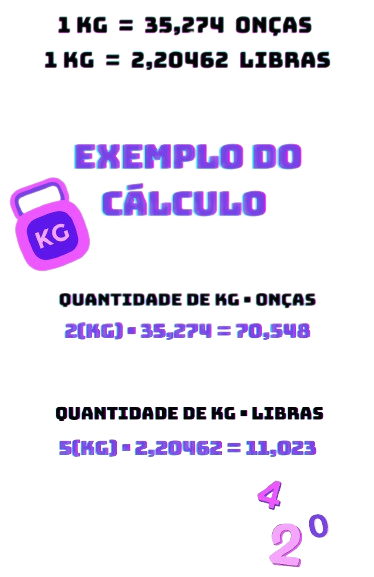 1 KG = 35,274 ONÇAS
1 KG = 2,20462 LIBRAS
EXEMPLO DO
CÁLCULO
KG
QUANTIDADE DE KG ▪ ONÇAS
2(KG) ▪ 35,274 = 70,548
QUANTIDADE DE KG ▪ LIBRAS
5(KG) ▪ 2,20462 = 11,023
4
2 0